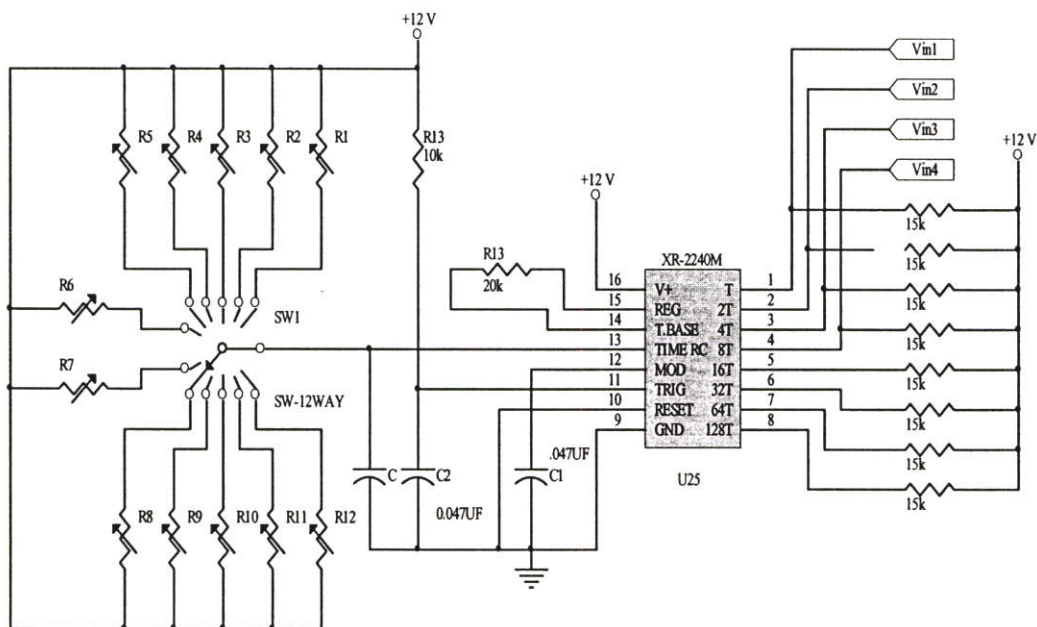 +12 V
Vin1
Vin2
Vin3
Vin4
+12 V
R5 R4 R3 R2 R1
R13
10k
+12 V
15k
15k
15k
15k
15k
15k
15k
15k
R13
20k
XR-2240M
16 V+ T 1
15 REG 2T 2
14 T.BASE 4T 3
13 TIME RC 8T 4
12 MOD 16T 5
11 TRIG 32T 6
10 RESET 64T 7
9 GND 128T 8
U25
R6
SW1
R7
SW-12WAY
C
C2
0.047UF
.047UF
C1
R8 R9 R10 R11 R12